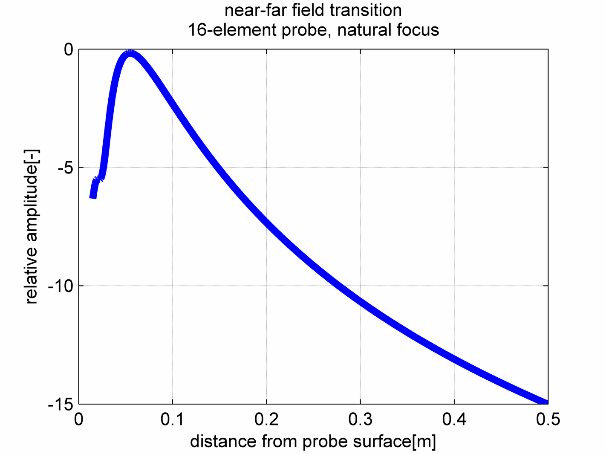 near-far field transition
16-element probe, natural focus
0
-5
-10
-15
relative amplitude[-]
0
0.1
0.2
0.3
0.4
0.5
distance from probe surface[m]